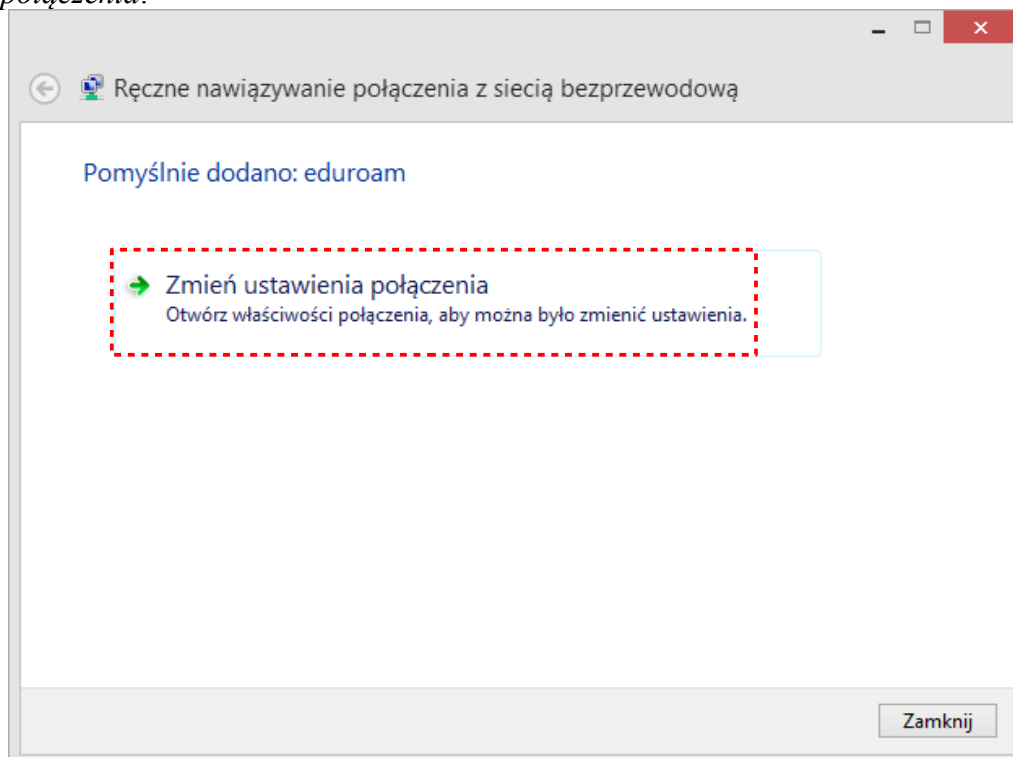 połączenia.
Ręczne nawiązywanie połączenia z siecią bezprzewodową
Pomyślnie dodano: eduroam
Zmień ustawienia połączenia
Otwórz właściwości połączenia, aby można było zmienić ustawienia.
Zamknij